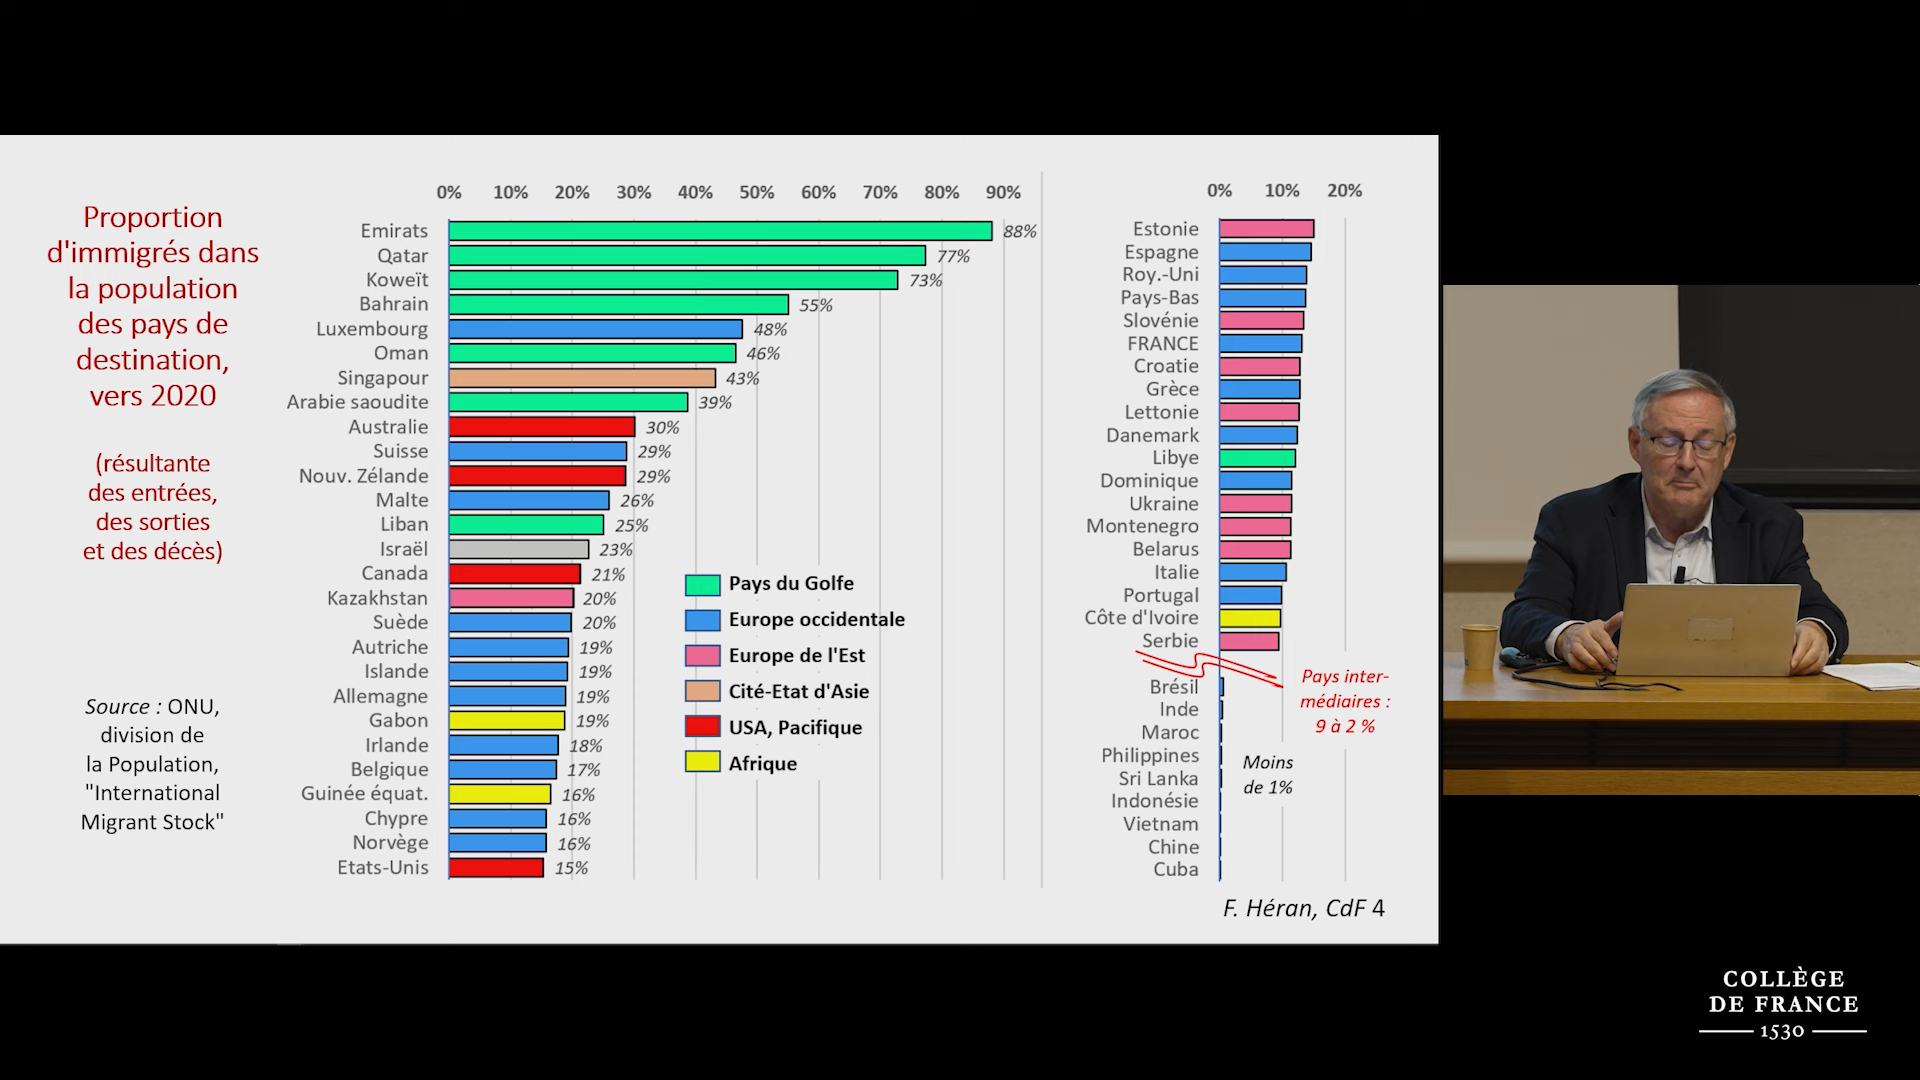 Proportion
d'immigrés dans
la population
des pays de
destination,
vers 2020
(résultante
des entrées,
des sorties
et des décès)
Source : ONU,
division de
la Population,
"International
Migrant Stock"
0% 10% 20% 30% 40% 50% 60% 70% 80% 90%
Emirats 88%
Qatar 77%
Koweït 73%
Bahrain 55%
Luxembourg 48%
Oman 46%
Singapour 43%
Arabie saoudite 39%
Australie 30%
Suisse 29%
Nouv. Zélande 29%
Malte 26%
Liban 25%
Israël 23%
Canada 21%
Kazakhstan 20%
Suède 20%
Autriche 19%
Islande 19%
Allemagne 19%
Gabon 19%
Irlande 18%
Belgique 17%
Guinée équat. 16%
Chypre 16%
Norvège 16%
Etats-Unis 15%
Pays du Golfe
Europe occidentale
Europe de l'Est
Cité-Etat d'Asie
USA, Pacifique
Afrique
0% 10% 20%
Estonie
Espagne
Roy.-Uni
Pays-Bas
Slovénie
FRANCE
Croatie
Grèce
Lettonie
Danemark
Libye
Dominique
Ukraine
Montenegro
Belarus
Italie
Portugal
Côte d'Ivoire
Serbie
Brésil
Inde
Maroc
Philippines
Sri Lanka
Indonésie
Vietnam
Chine
Cuba
Pays inter-
médiaires :
9 à 2 %
Moins
de 1%
F. Héran, CdF 4
COLLÈGE
DE FRANCE
1530